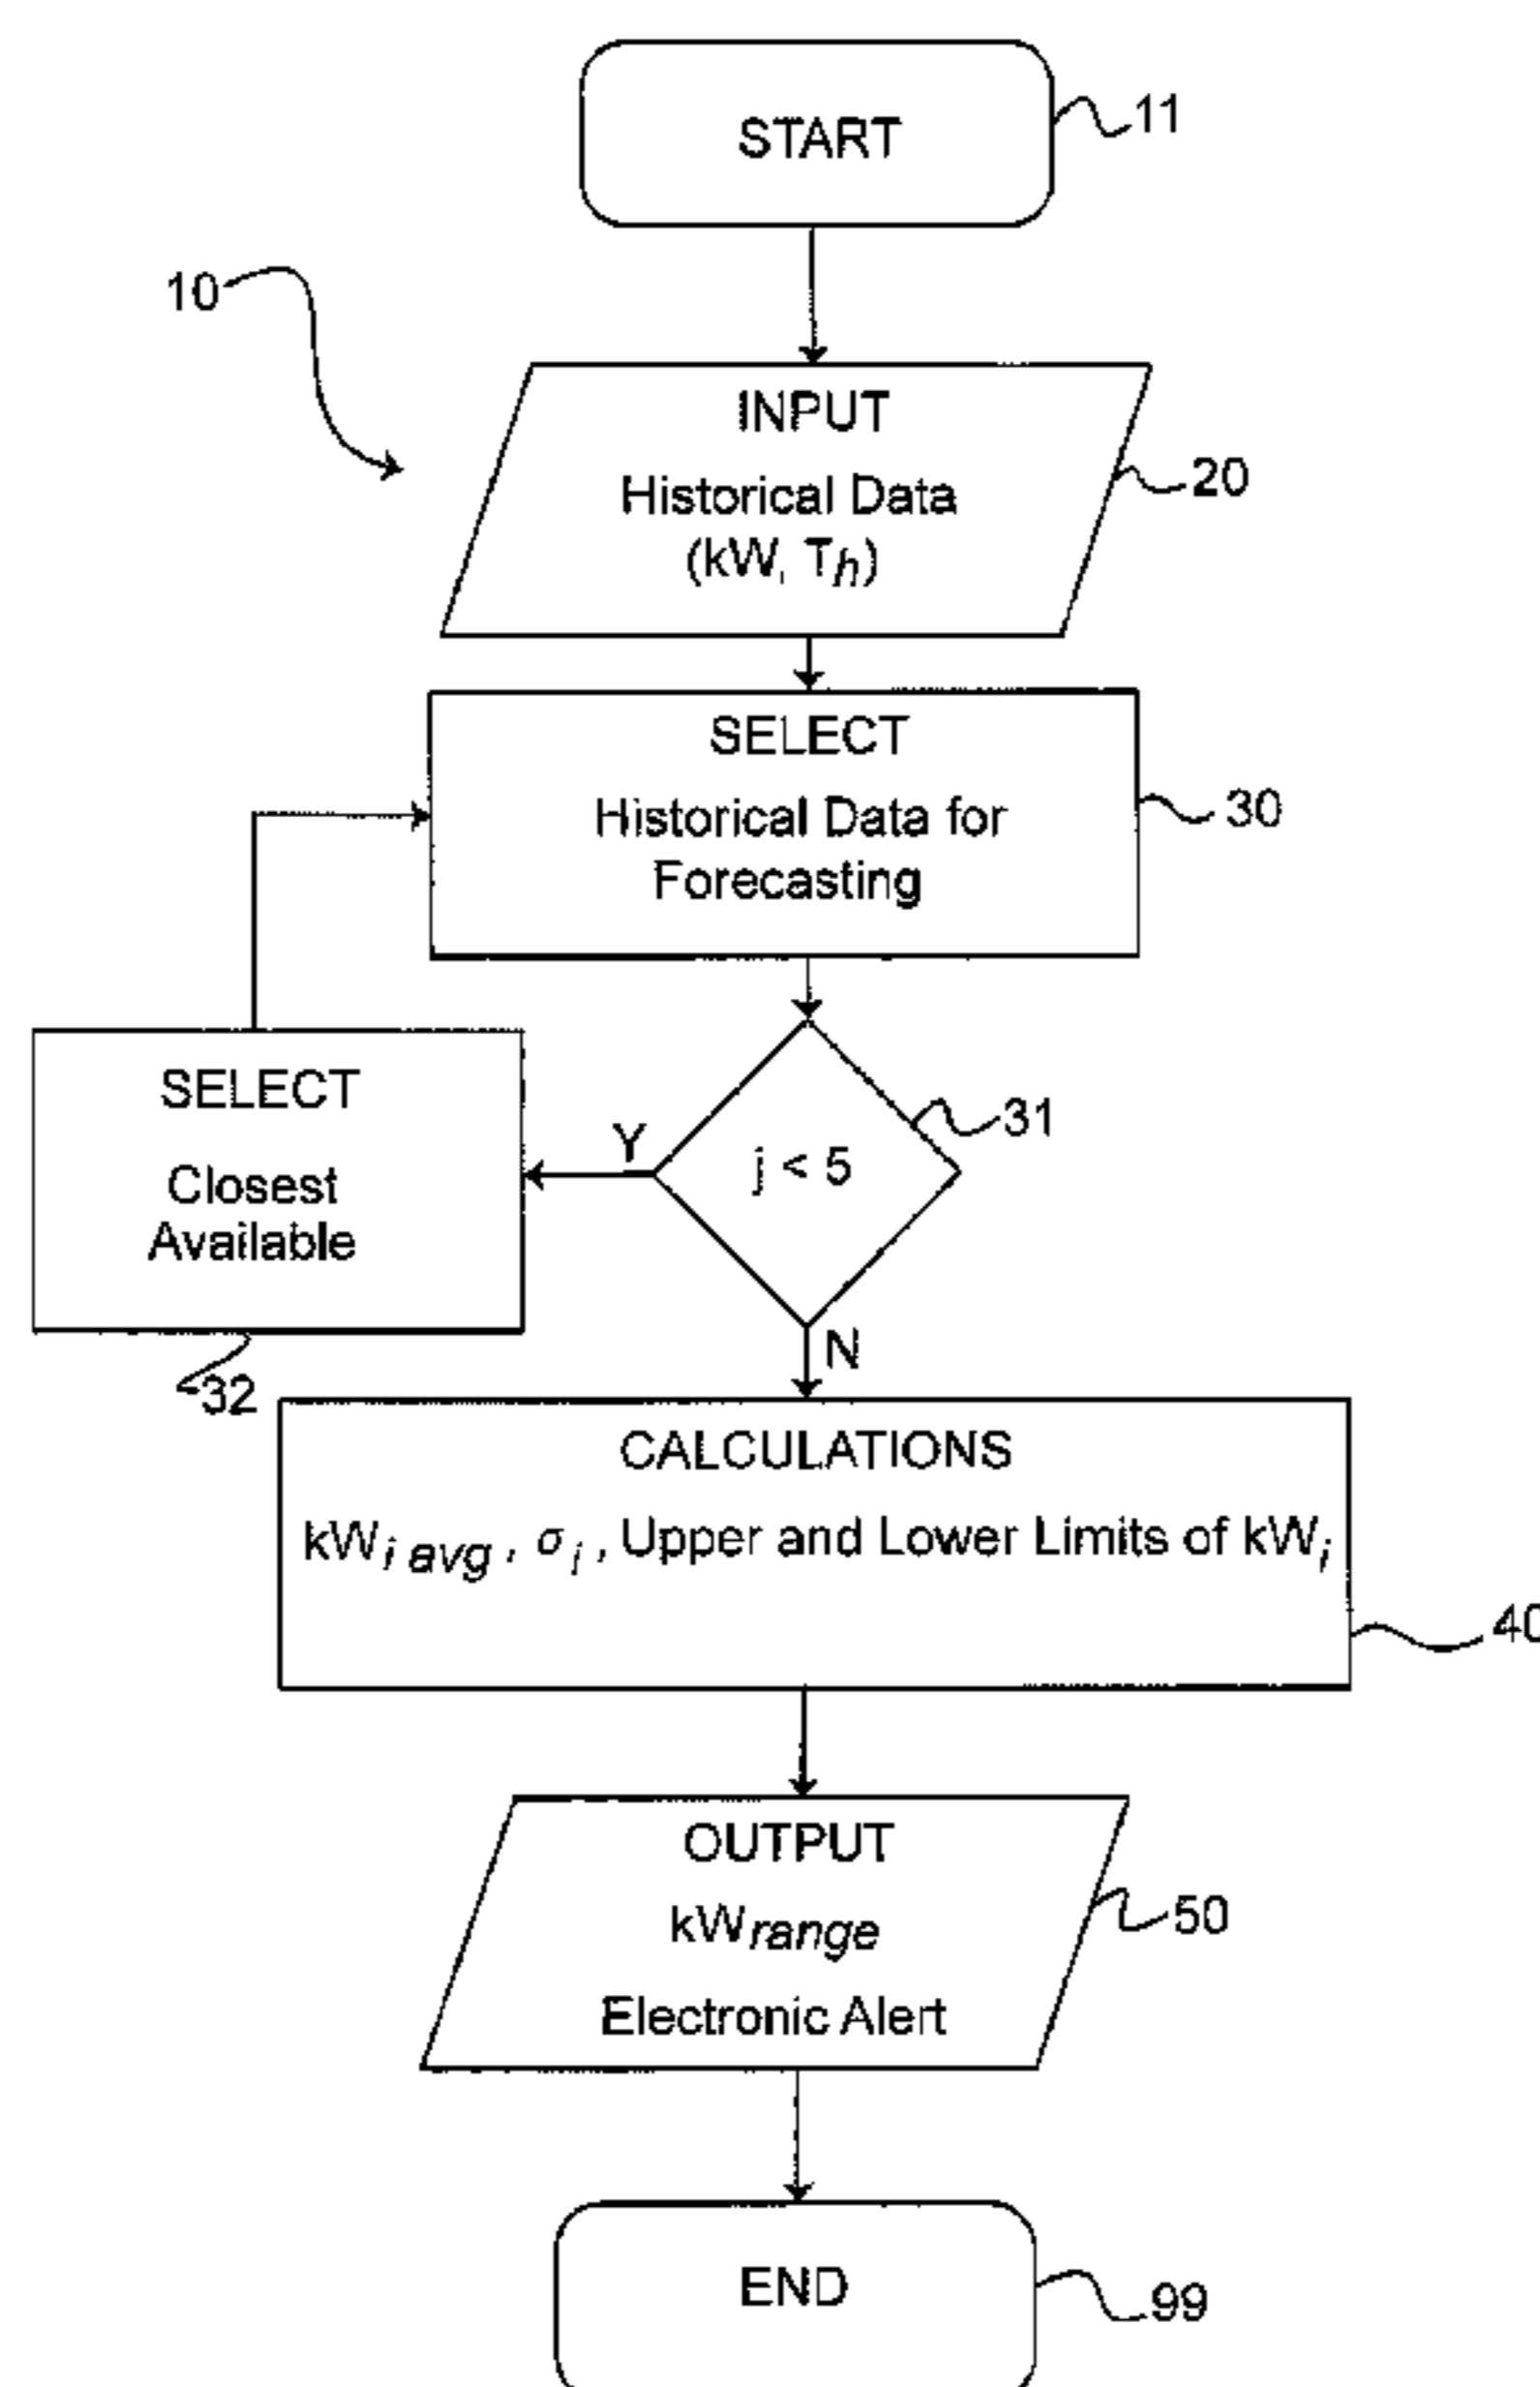 START
11
10
INPUT
Historical Data
(kW, Th)
20
SELECT
Historical Data for
Forecasting
30
SELECT
Closest
Available
32
Y
j < 5
31
N
CALCULATIONS
kWi avg, σi, Upper and Lower Limits of kWi
40
OUTPUT
kWrange
Electronic Alert
50
END
99